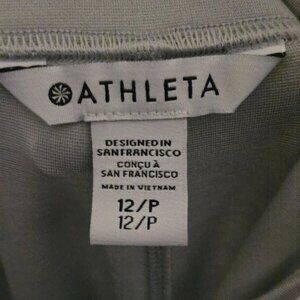 ATHLETA
DESIGNED IN
SAN FRANCISCO
CONÇU À
SAN FRANCISCO
MADE IN VIETNAM
12/P
12/P